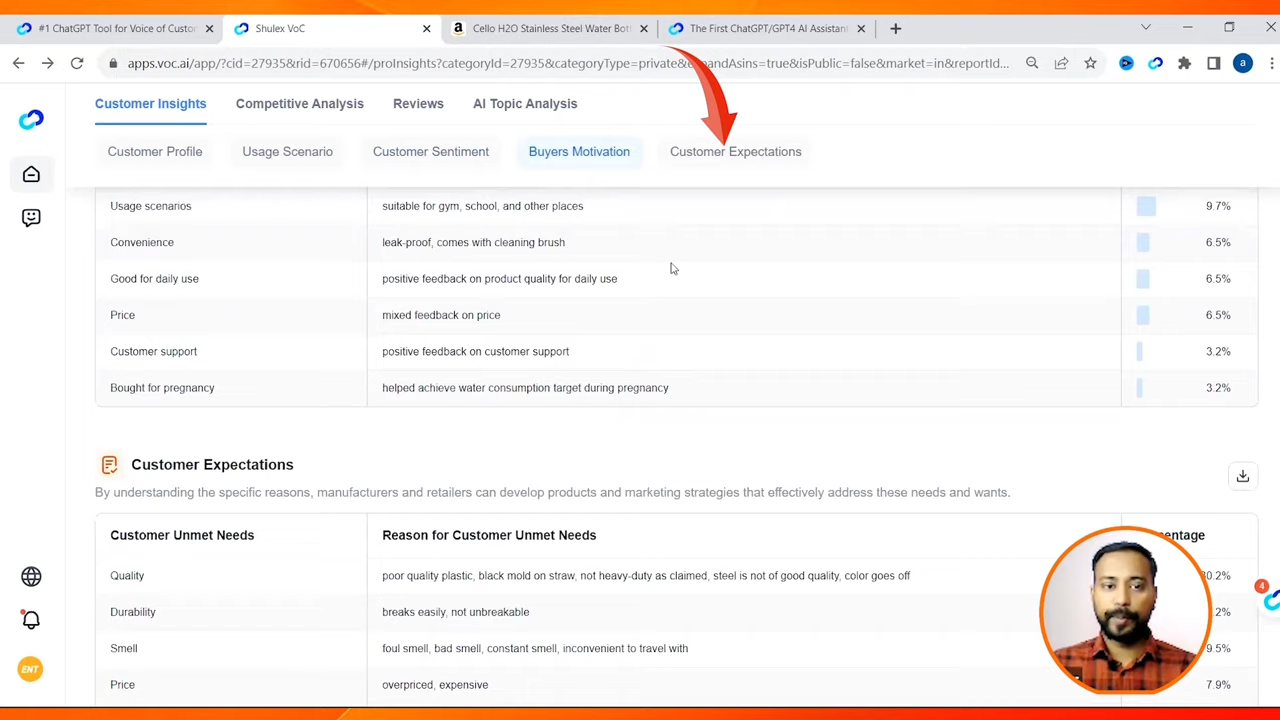 #1 ChatGPT Tool for Voice of Custo
Shulex VoC
Cello H2O Stainless Steel Water Bot
The First ChatGPT/GPT4 AI Assistant
apps.voc.ai/app/?cid=27935&rid=670656#/proInsights?categoryId=27935&categoryType=private& andAsins=true&isPublic=false&market=in&reportId...
a
Customer Insights
Competitive Analysis
Reviews
AI Topic Analysis
Customer Profile
Usage Scenario
Customer Sentiment
Buyers Motivation
Customer Expectations
Usage scenarios suitable for gym, school, and other places 9.7%
Convenience leak-proof, comes with cleaning brush 6.5%
Good for daily use positive feedback on product quality for daily use 6.5%
Price mixed feedback on price 6.5%
Customer support positive feedback on customer support 3.2%
Bought for pregnancy helped achieve water consumption target during pregnancy 3.2%
Customer Expectations
By understanding the specific reasons, manufacturers and retailers can develop products and marketing strategies that effectively address these needs and wants.
Customer Unmet Needs Reason for Customer Unmet Needs entage
Quality poor quality plastic, black mold on straw, not heavy-duty as claimed, steel is not of good quality, color goes off 0.2%
Durability breaks easily, not unbreakable 2%
Smell foul smell, bad smell, constant smell, inconvenient to travel with 9.5%
Price overpriced, expensive 7.9%
4
ENT